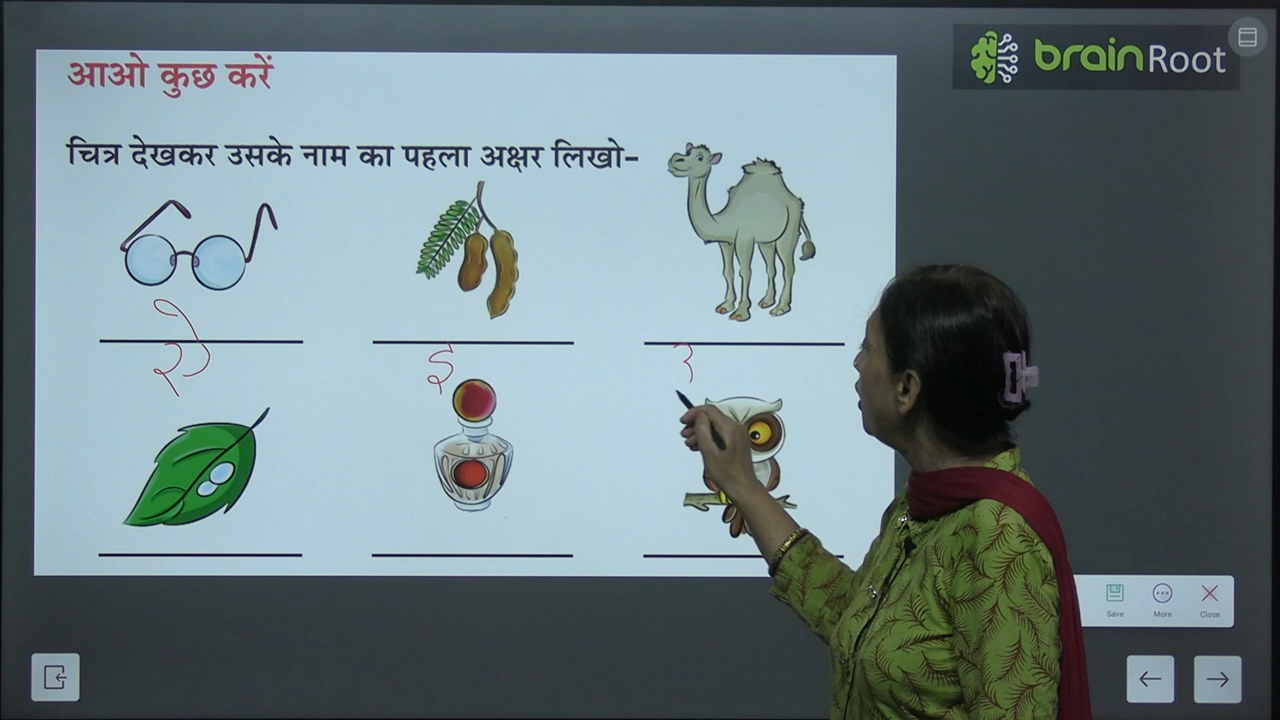 brainRoot
आओ कुछ करें
चित्र देखकर उसके नाम का पहला अक्षर लिखो-
इ
Save More Close